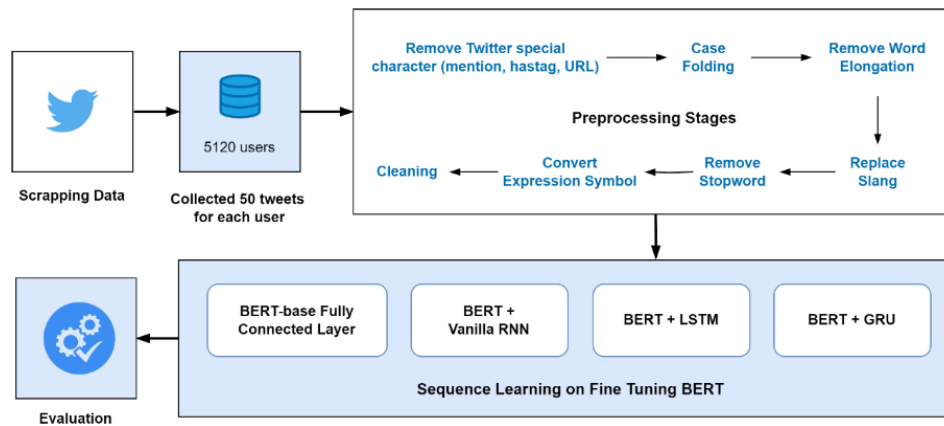 Remove Twitter special
character (mention, hastag, URL)
Case
Folding
Remove Word
Elongation
5120 users
Preprocessing Stages
Cleaning
Convert
Expression Symbol
Remove
Stopword
Replace
Slang
Scrapping Data
Collected 50 tweets
for each user
BERT-base Fully
Connected Layer
BERT +
Vanilla RNN
BERT + LSTM
BERT + GRU
Sequence Learning on Fine Tuning BERT
Evaluation